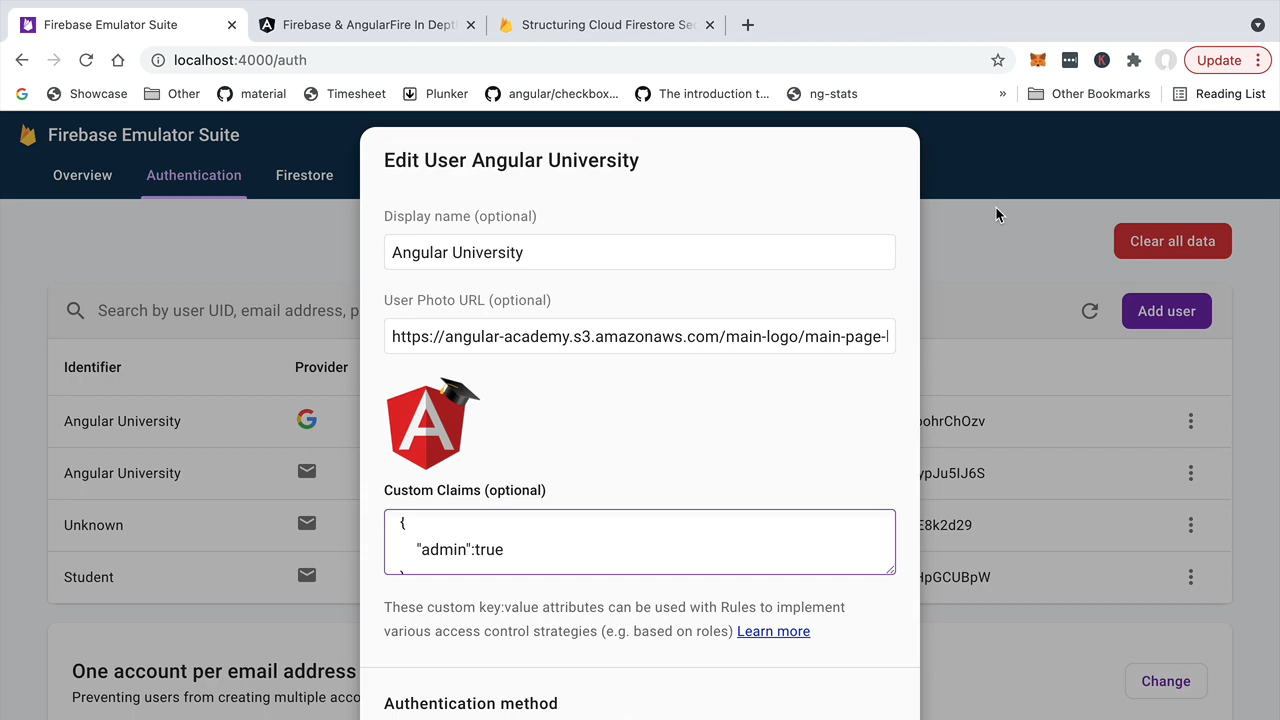 Firebase Emulator Suite
Firebase & AngularFire In Dept
Structuring Cloud Firestore Sec
localhost:4000/auth
Update
Showcase
Other
material
Timesheet
Plunker
angular/checkbox...
The introduction t...
ng-stats
»
Other Bookmarks
Reading List
Firebase Emulator Suite
Overview
Authentication
Firestore
Clear all data
Search by user UID, email address, p
Add user
Identifier
Provider
Angular University
ohrChOzv
Angular University
ypJu5IJ6S
Unknown
E8k2d29
Student
HpGCUBpW
One account per email address
Preventing users from creating multiple acco
Change
Edit User Angular University
Display name (optional)
Angular University
User Photo URL (optional)
https://angular-academy.s3.amazonaws.com/main-logo/main-page-l
Custom Claims (optional)
{
"admin":true
These custom key:value attributes can be used with Rules to implement
various access control strategies (e.g. based on roles) Learn more
Authentication method